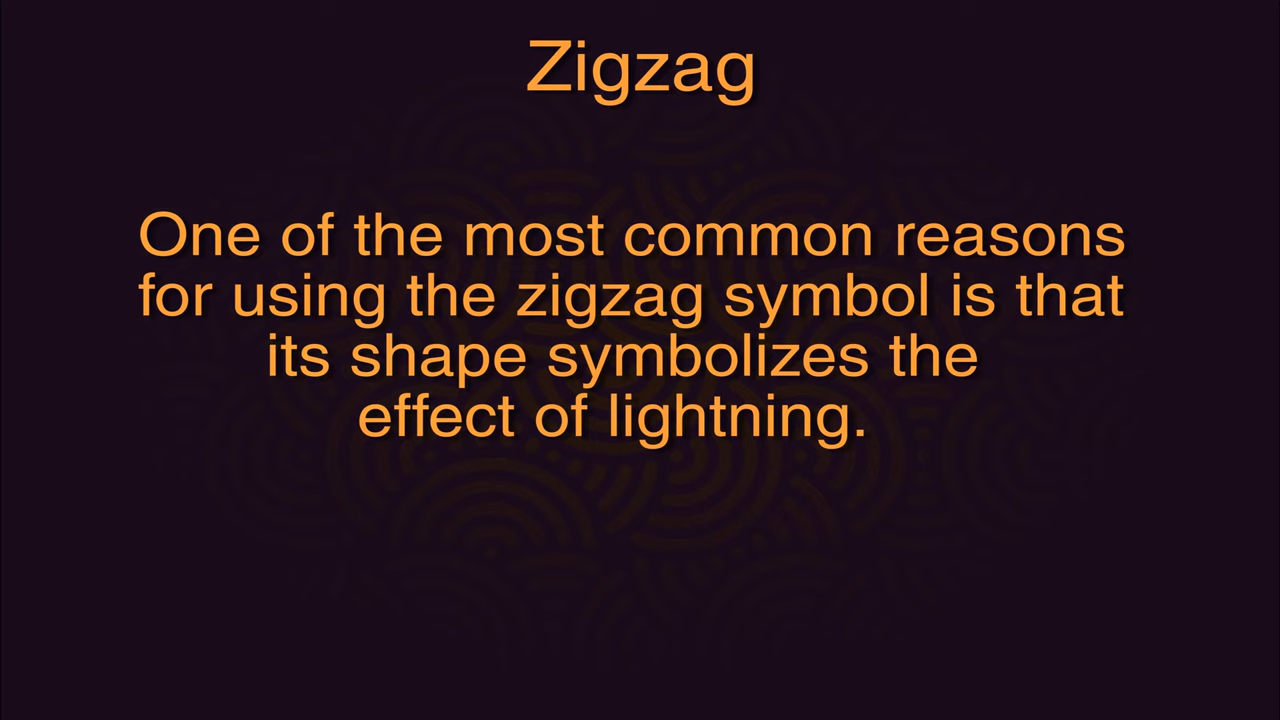 Zigzag
One of the most common reasons
for using the zigzag symbol is that
its shape symbolizes the
effect of lightning.